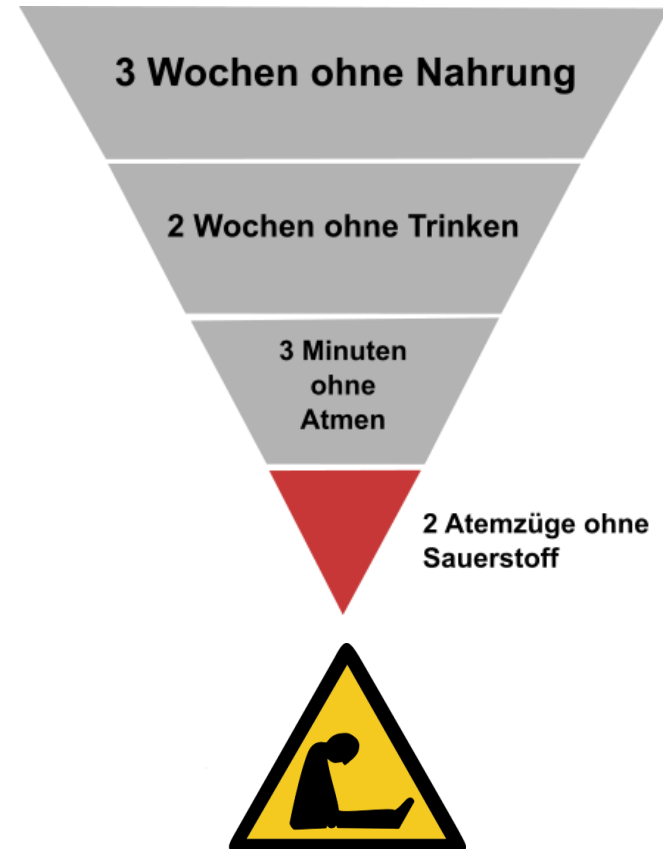 3 Wochen ohne Nahrung
2 Wochen ohne Trinken
3 Minuten
ohne
Atmen
2 Atemzüge ohne
Sauerstoff